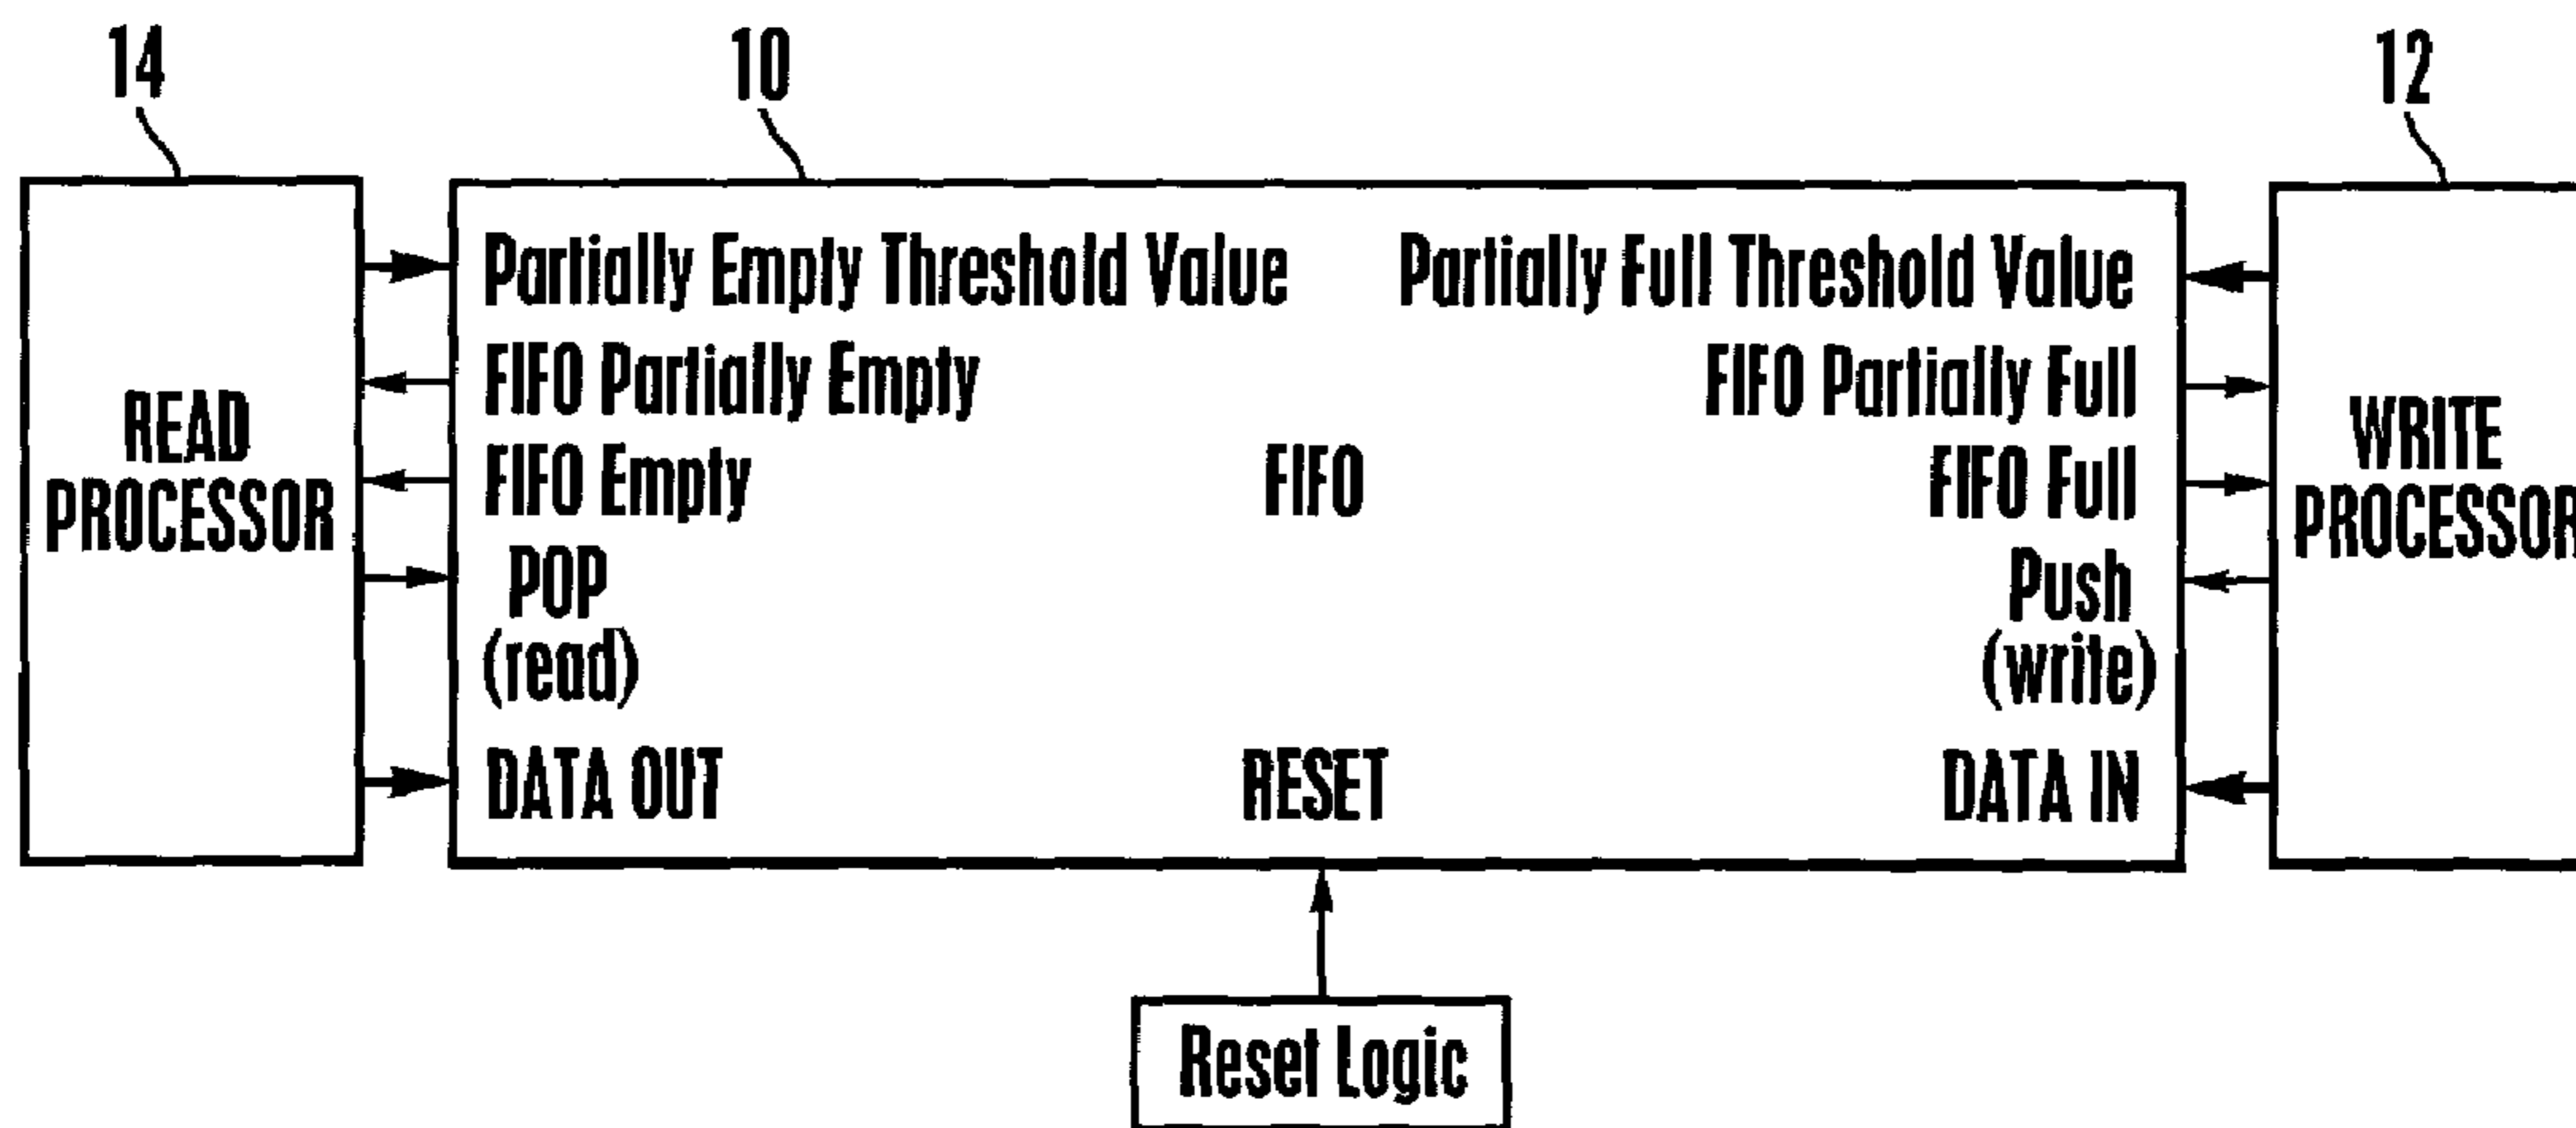 14
10
12
Partially Empty Threshold Value
Partially Full Threshold Value
FIFO Partially Empty
FIFO Partially Full
READ
PROCESSOR
FIFO Empty
FIFO
FIFO Full
WRITE
PROCESSOR
POP
(read)
Push
(write)
DATA OUT
RESET
DATA IN
Reset Logic